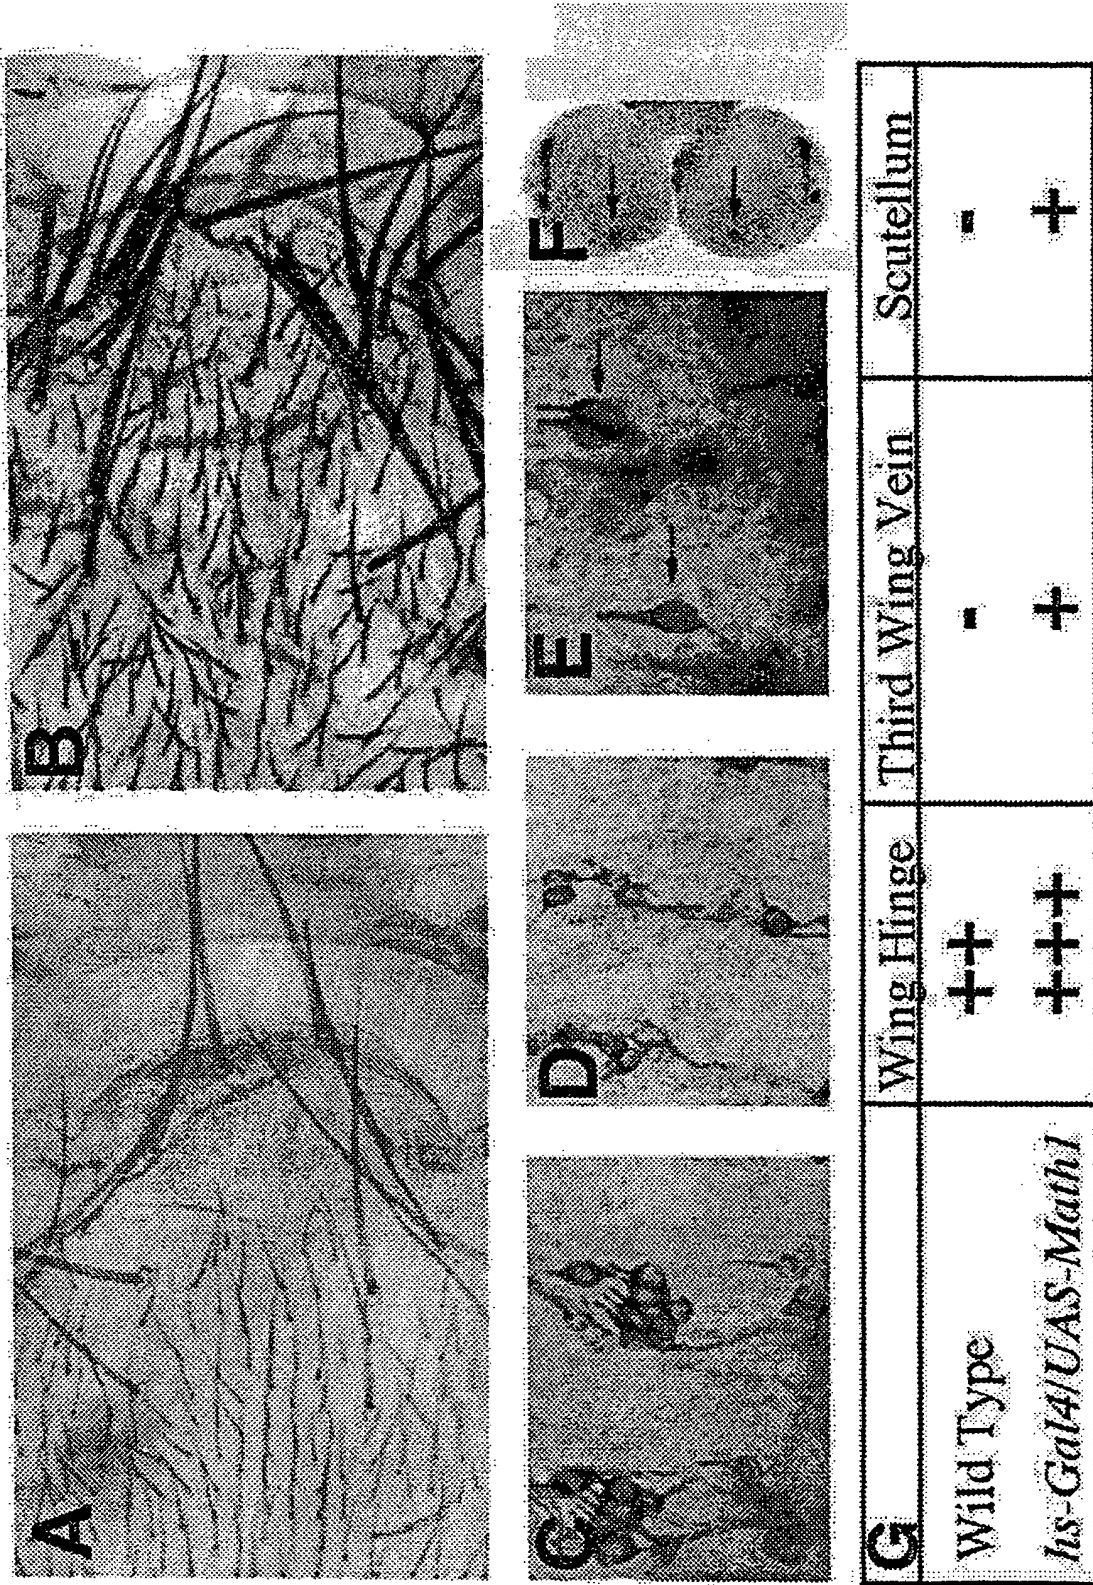 A
B
C
D
E
F
G Wing Hinge Third Wing Vein Scutellum
Wild Type ++ - -
hs-Gal4/UAS-Math1 +++ + +